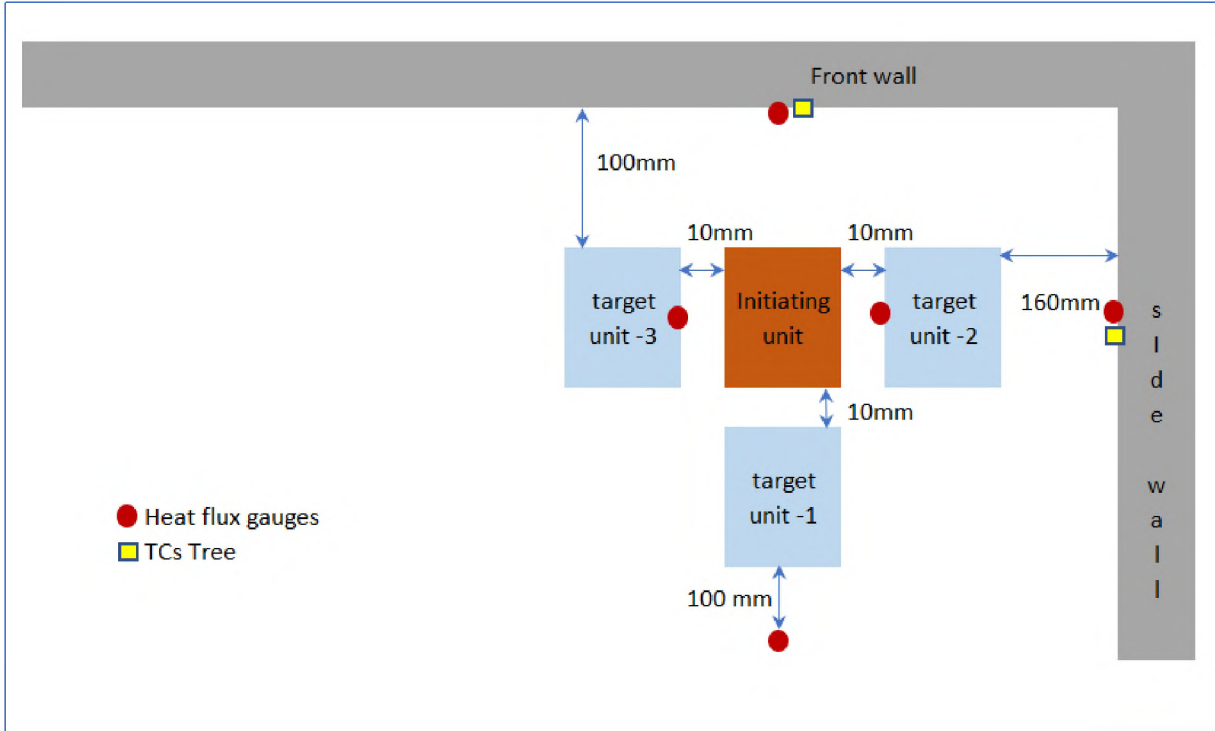 Front wall
100mm
10mm
10mm
target
unit -3
Initiating
unit
target
unit -2
160mm
s
I
d
e
w
a
l
l
10mm
target
unit -1
Heat flux gauges
TCs Tree
100 mm